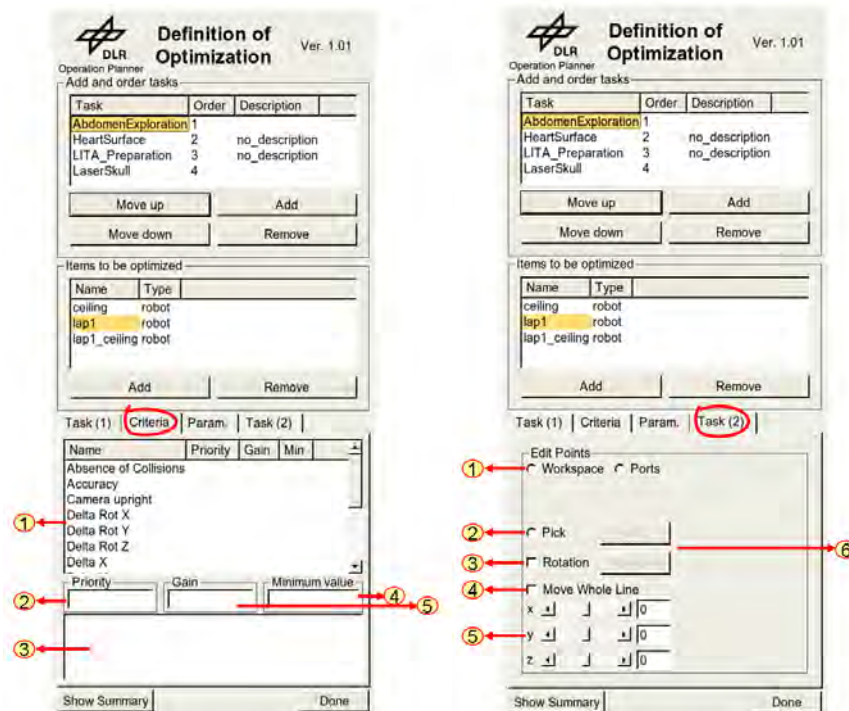 Definition of
Optimization
Ver. 1.01
DLR
Operation Planner
Add and order tasks
Task Order Description
AbdomenExploration 1
HeartSurface 2 no_description
LITA_Preparation 3 no_description
LaserSkull 4
Move up Add
Move down Remove
Items to be optimized
Name Type
ceiling robot
lap1 robot
lap1_ceiling robot
Add Remove
Task (1) Criteria Param. Task (2)
Name Priority Gain Min
Absence of Collisions
Accuracy
Camera upright
1 Delta Rot X
Delta Rot Y
Delta Rot Z
Delta X
Priority Gain Minimum value
2 4
5
3
Show Summary Done
Definition of
Optimization
Ver. 1.01
DLR
Operation Planner
Add and order tasks
Task Order Description
AbdomenExploration 1
HeartSurface 2 no_description
LITA_Preparation 3 no_description
LaserSkull 4
Move up Add
Move down Remove
Items to be optimized
Name Type
ceiling robot
lap1 robot
lap1_ceiling robot
Add Remove
Task (1) Criteria Param. Task (2)
Edit Points
1 Workspace Ports
2 Pick
6
3 Rotation
4 Move Whole Line
x 0
5 y 0
z 0
Show Summary Done